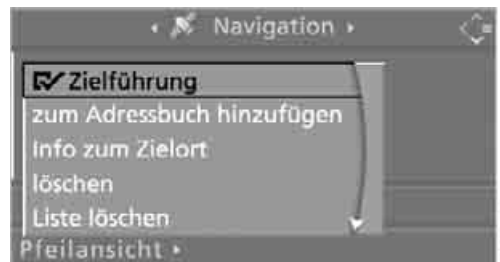 Navigation
Zielführung
zum Adressbuch hinzufügen
Info zum Zielort
löschen
Liste löschen
Pfeilansicht